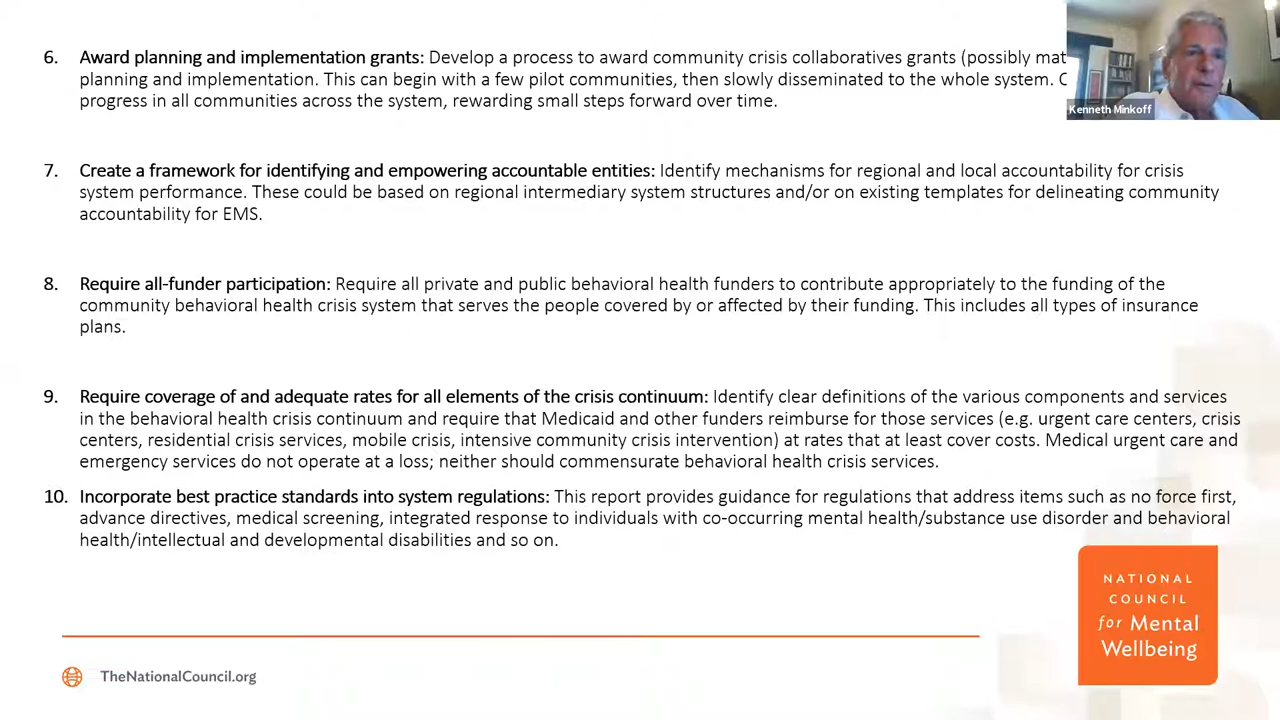 6. Award planning and implementation grants: Develop a process to award community crisis collaboratives grants (possibly
planning and implementation. This can begin with a few pilot communities, then slowly disseminated to the whole system.
progress in all communities across the system, rewarding small steps forward over time.
Kenneth Minkoff
7. Create a framework for identifying and empowering accountable entities: Identify mechanisms for regional and local accountability for crisis
system performance. These could be based on regional intermediary system structures and/or on existing templates for delineating community
accountability for EMS.
8. Require all-funder participation: Require all private and public behavioral health funders to contribute appropriately to the funding of the
community behavioral health crisis system that serves the people covered by or affected by their funding. This includes all types of insurance
plans.
9. Require coverage of and adequate rates for all elements of the crisis continuum: Identify clear definitions of the various components and services
in the behavioral health crisis continuum and require that Medicaid and other funders reimburse for those services (e.g. urgent care centers, crisis
centers, residential crisis services, mobile crisis, intensive community crisis intervention) at rates that at least cover costs. Medical urgent care and
emergency services do not operate at a loss; neither should commensurate behavioral health crisis services.
10. Incorporate best practice standards into system regulations: This report provides guidance for regulations that address items such as no force first,
advance directives, medical screening, integrated response to individuals with co-occurring mental health/substance use disorder and behavioral
health/intellectual and developmental disabilities and so on.
NATIONAL
COUNCIL
for Mental
Wellbeing
TheNationalCouncil.org